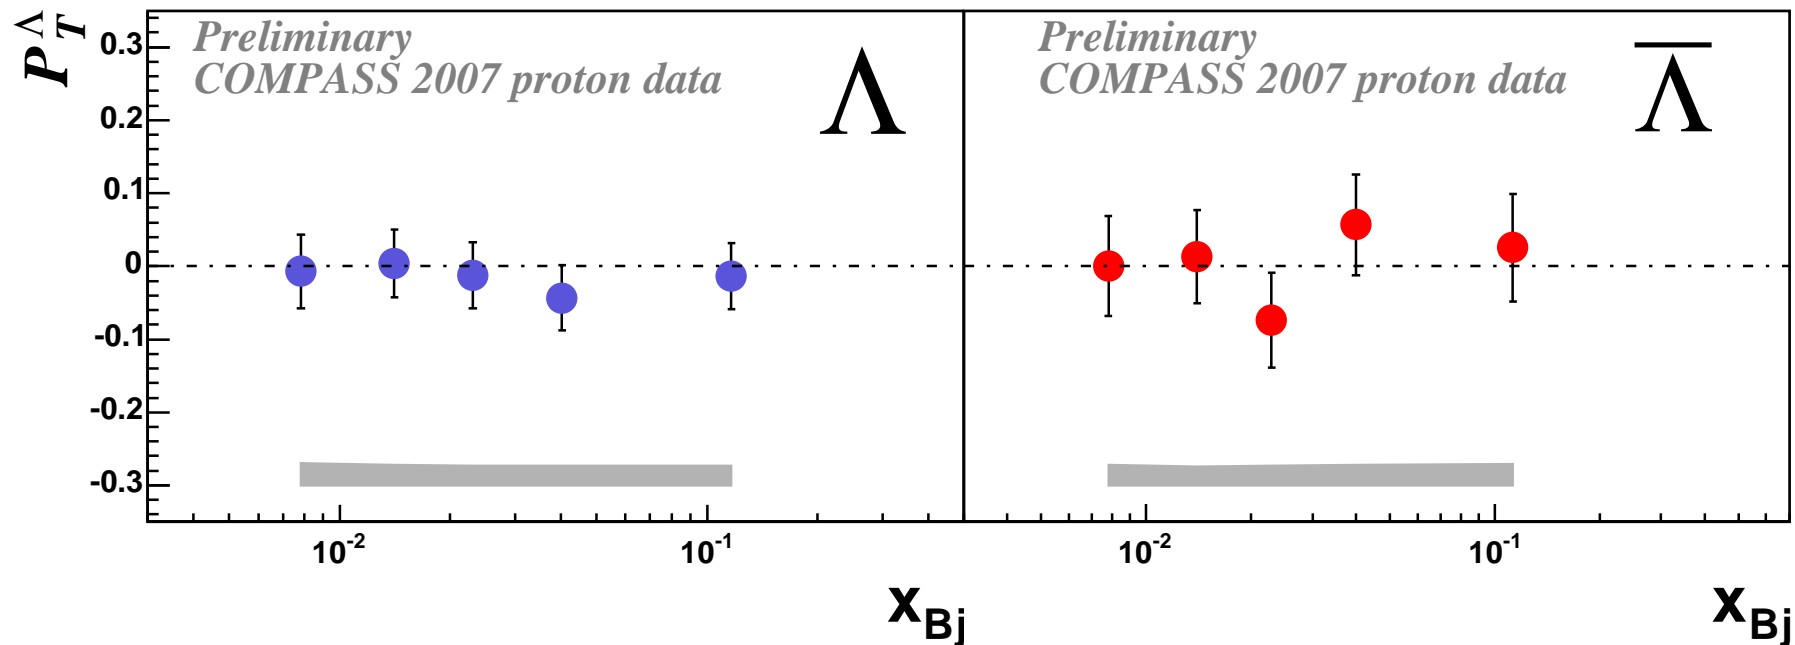 P_T^Λ
0.3
0.2
0.1
0
-0.1
-0.2
-0.3
Preliminary
COMPASS 2007 proton data
Λ
10^-2
10^-1
x_Bj
Preliminary
COMPASS 2007 proton data
Λ̅
10^-2
10^-1
x_Bj